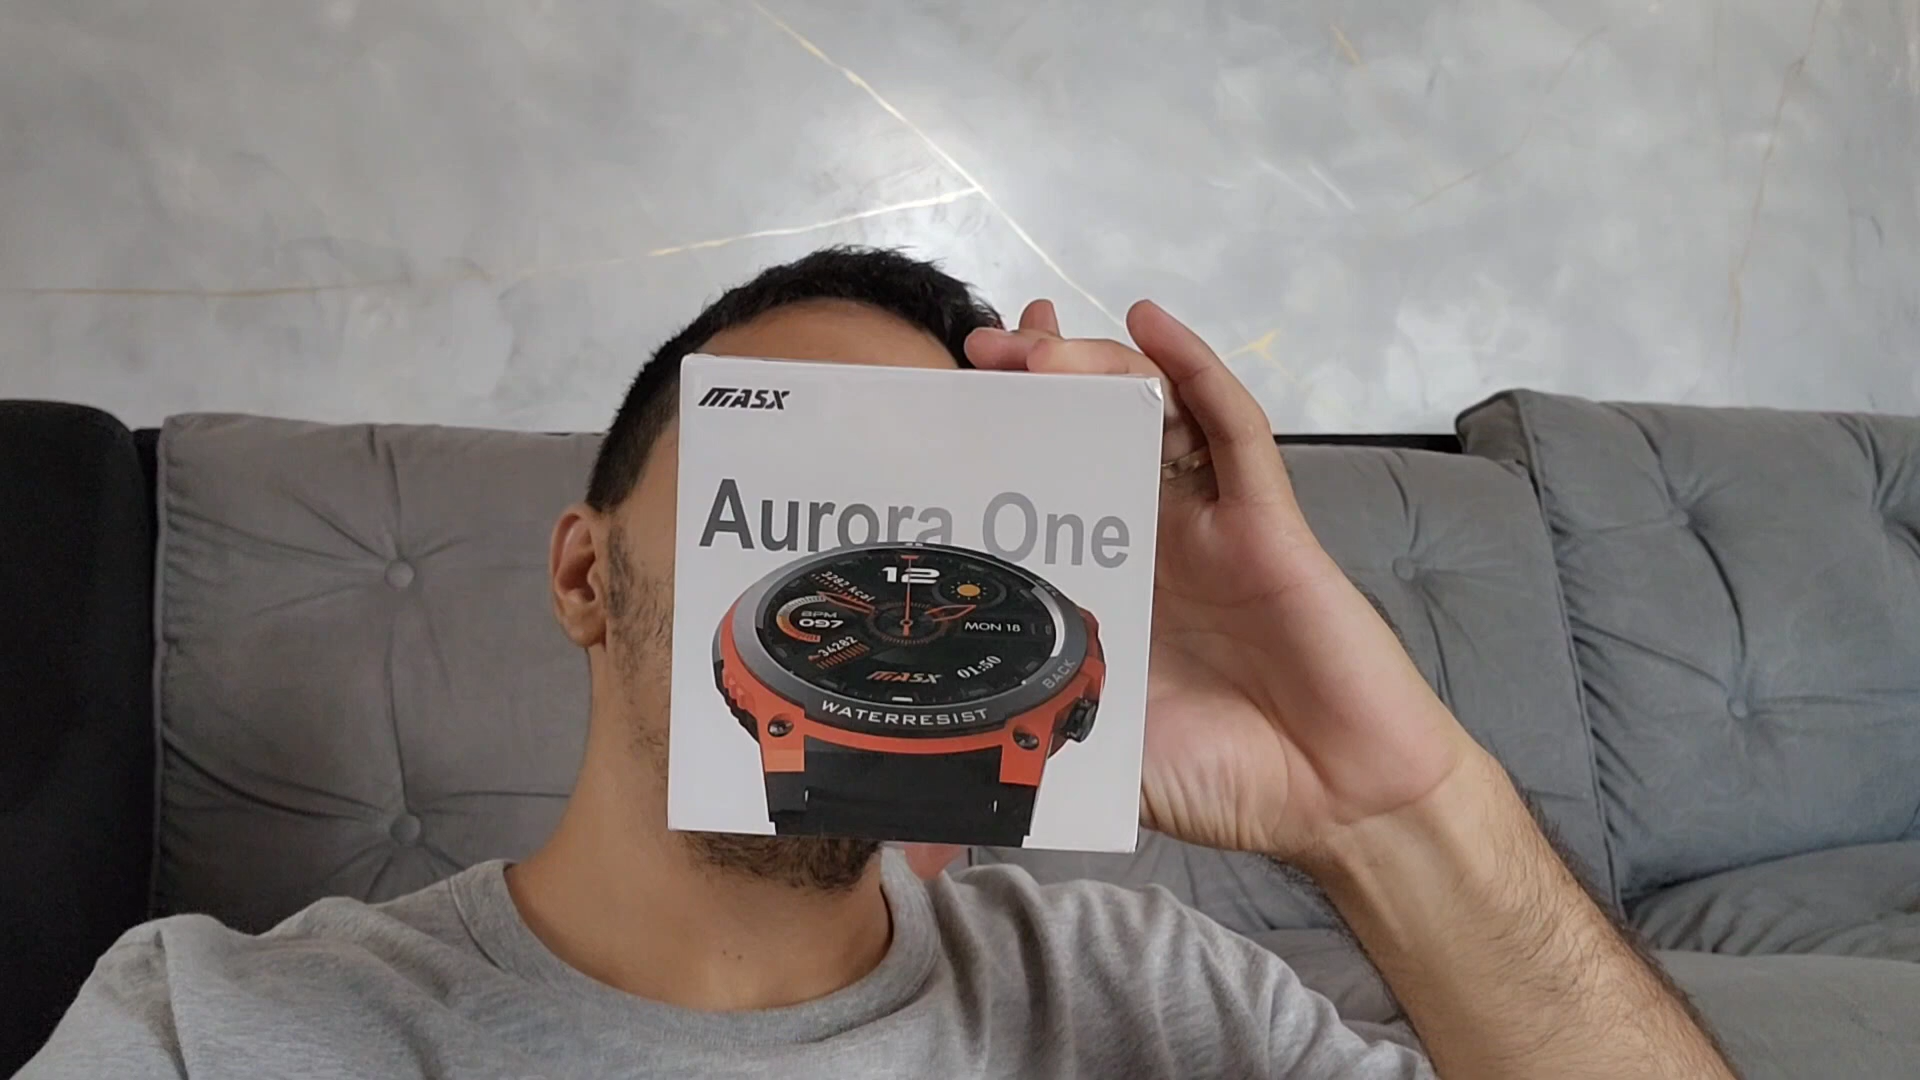 MASX
Aurora One
12
3282 kcal
BPM
097
MON 18
34282
01:50
MASX
BACK
WATERRESIST